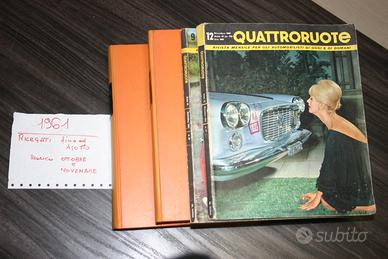 1961
RILEGATI fino ad
AGOSTO
OTTOBRE
E
NOVEMBRE
12
QUATTRORUOTE
RIVISTA MENSILE PER GLI AUTOMOBILISTI DI OGGI E DI DOMANI
9
subito